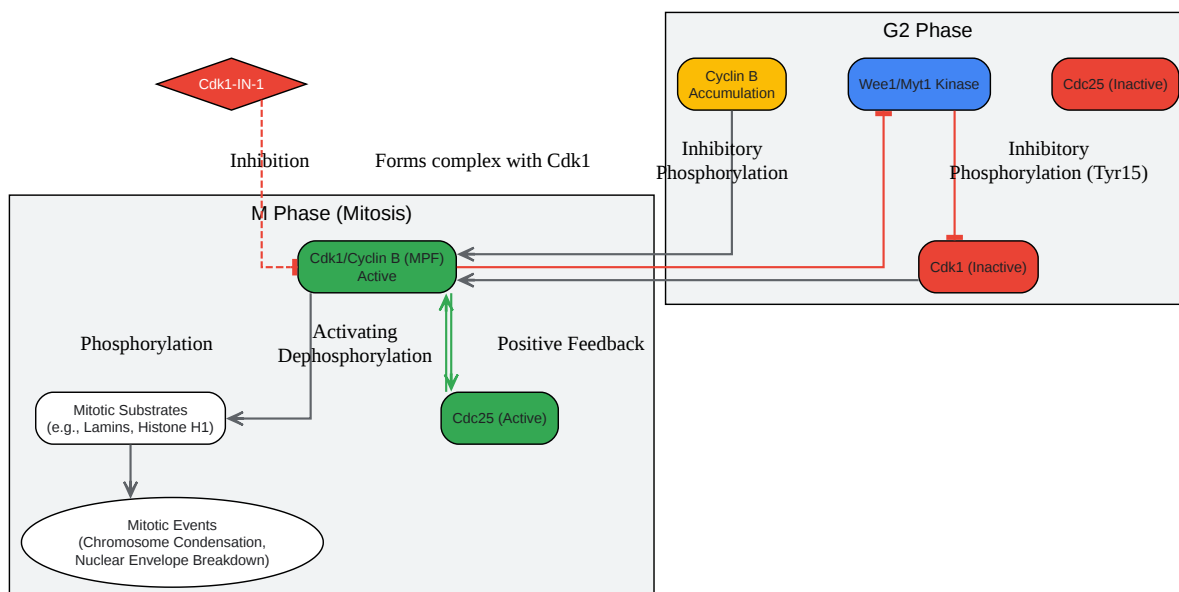 G2 Phase
Cdk1-IN-1
Cyclin B
Accumulation
Wee1/Myt1 Kinase
Cdc25 (Inactive)
Inhibition
Forms complex with Cdk1
Inhibitory
Phosphorylation
Inhibitory
Phosphorylation (Tyr15)
M Phase (Mitosis)
Cdk1/Cyclin B (MPF)
Active
Cdk1 (Inactive)
Phosphorylation
Activating
Dephosphorylation
Positive Feedback
Mitotic Substrates
(e.g., Lamins, Histone H1)
Cdc25 (Active)
Mitotic Events
(Chromosome Condensation,
Nuclear Envelope Breakdown)